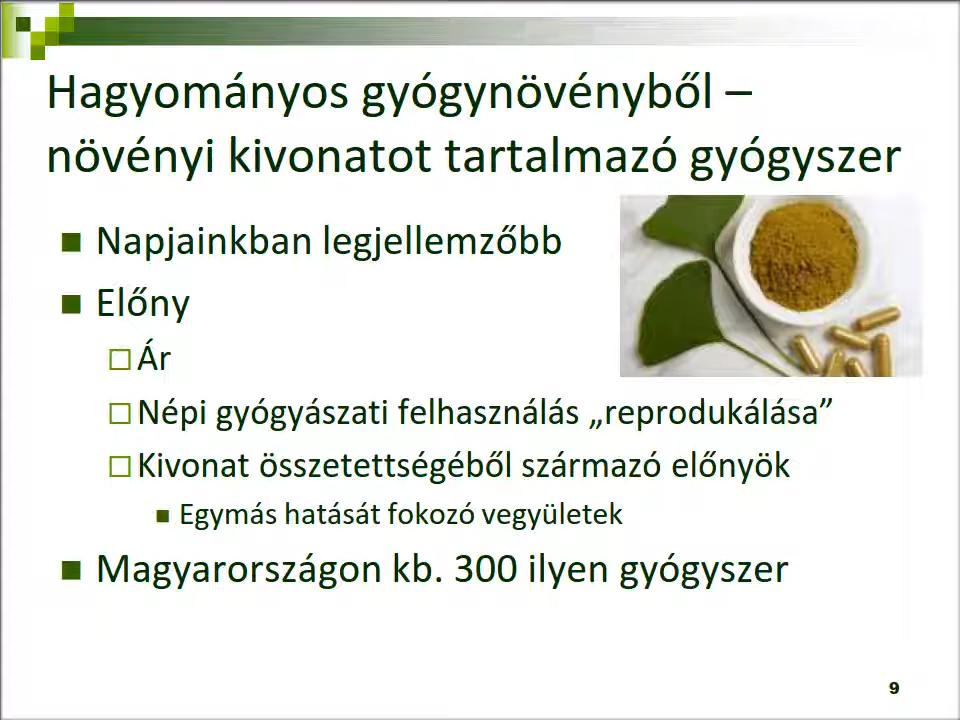 Hagyományos gyógynövényből –
növényi kivonatot tartalmazó gyógyszer
Napjainkban legjellemzőbb
Előny
Ár
Népi gyógyászati felhasználás „reprodukálása”
Kivonat összetettségéből származó előnyök
Egymás hatását fokozó vegyületek
Magyarországon kb. 300 ilyen gyógyszer
9